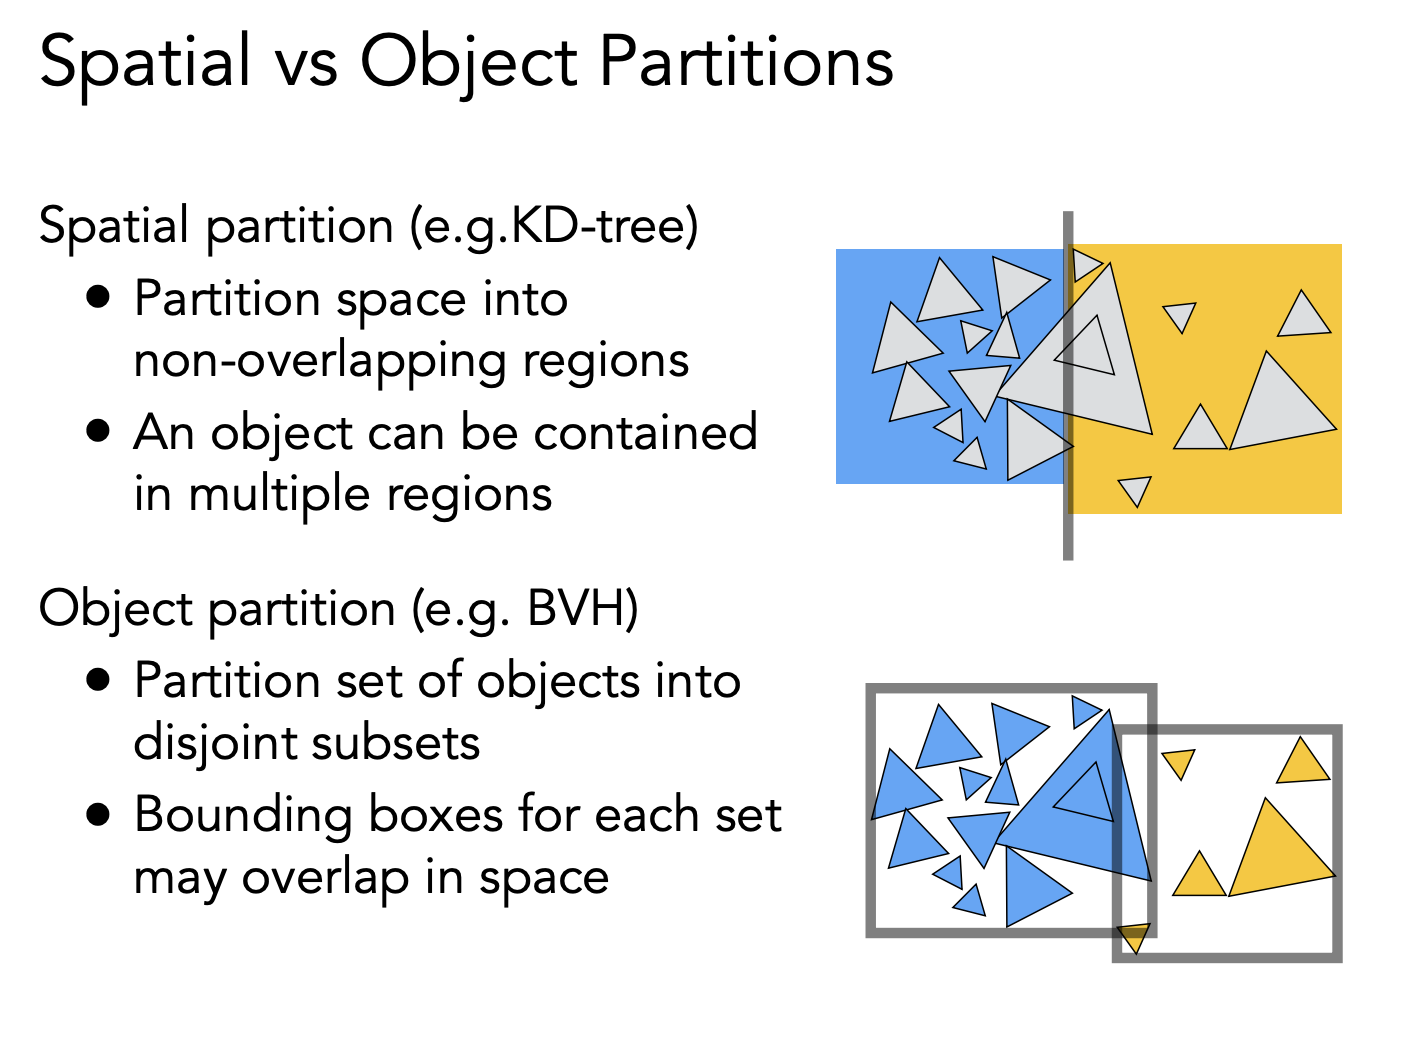 Spatial vs Object Partitions
Spatial partition (e.g.KD-tree)
● Partition space into
non-overlapping regions
● An object can be contained
in multiple regions
Object partition (e.g. BVH)
● Partition set of objects into
disjoint subsets
● Bounding boxes for each set
may overlap in space